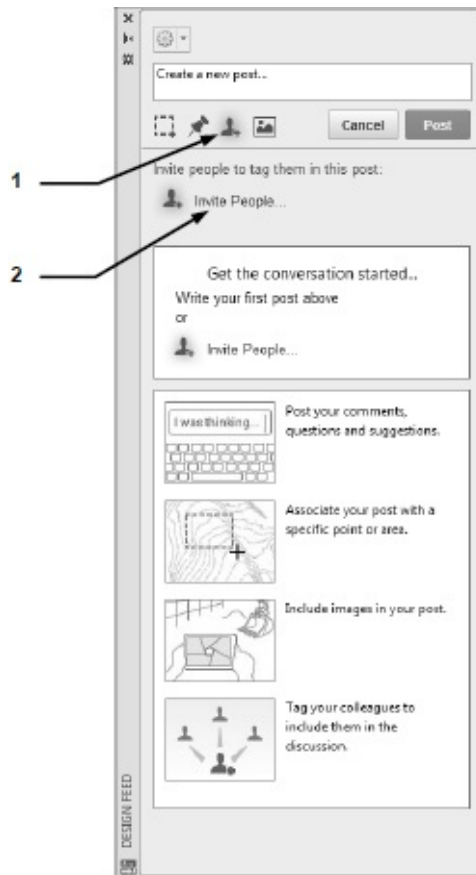 Create a new post...
Cancel Post
1
Invite people to tag them in this post:
Invite People...
2
Get the conversation started..
Write your first post above
or
Invite People...
I was thinking...
Post your comments,
questions and suggestions.
Associate your post with a
specific point or area.
Include images in your post.
Tag your colleagues to
include them in the
discussion.
DESIGN FEED